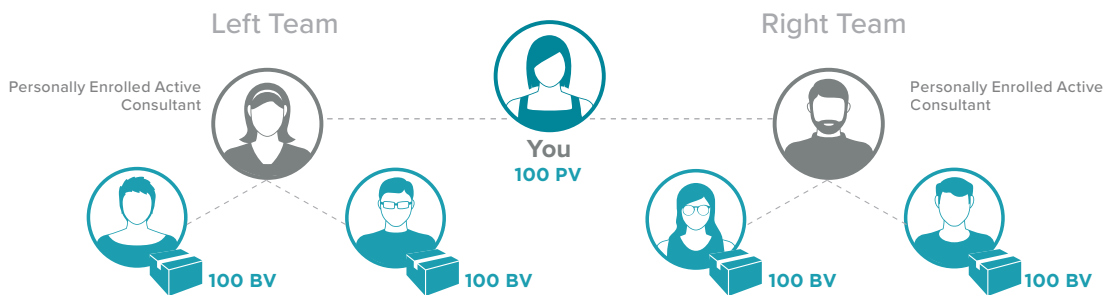 Left Team
Right Team
Personally Enrolled Active
Consultant
Personally Enrolled Active
Consultant
You
100 PV
100 BV
100 BV
100 BV
100 BV